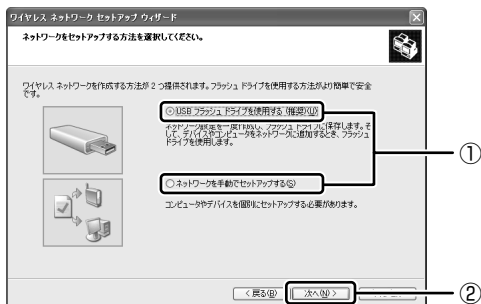 ワイヤレス ネットワーク セットアップ ウィザード
ネットワークをセットアップする方法を選択してください。
ワイヤレス ネットワークを作成する方法が 2 つ提供されます。フラッシュ ドライブを使用する方法がより簡単で安全
です。
USB フラッシュ ドライブを使用する (推奨)(U)
ネットワーク設定を一度作成し、フラッシュ ドライブに保存します。そ
して、デバイスやコンピュータをネットワークに追加するとき、フラッシュ
ドライブを使用します。
①
ネットワークを手動でセットアップする(S)
コンピュータやデバイスを個別にセットアップする必要があります。
< 戻る(B) 次へ(N) >
②